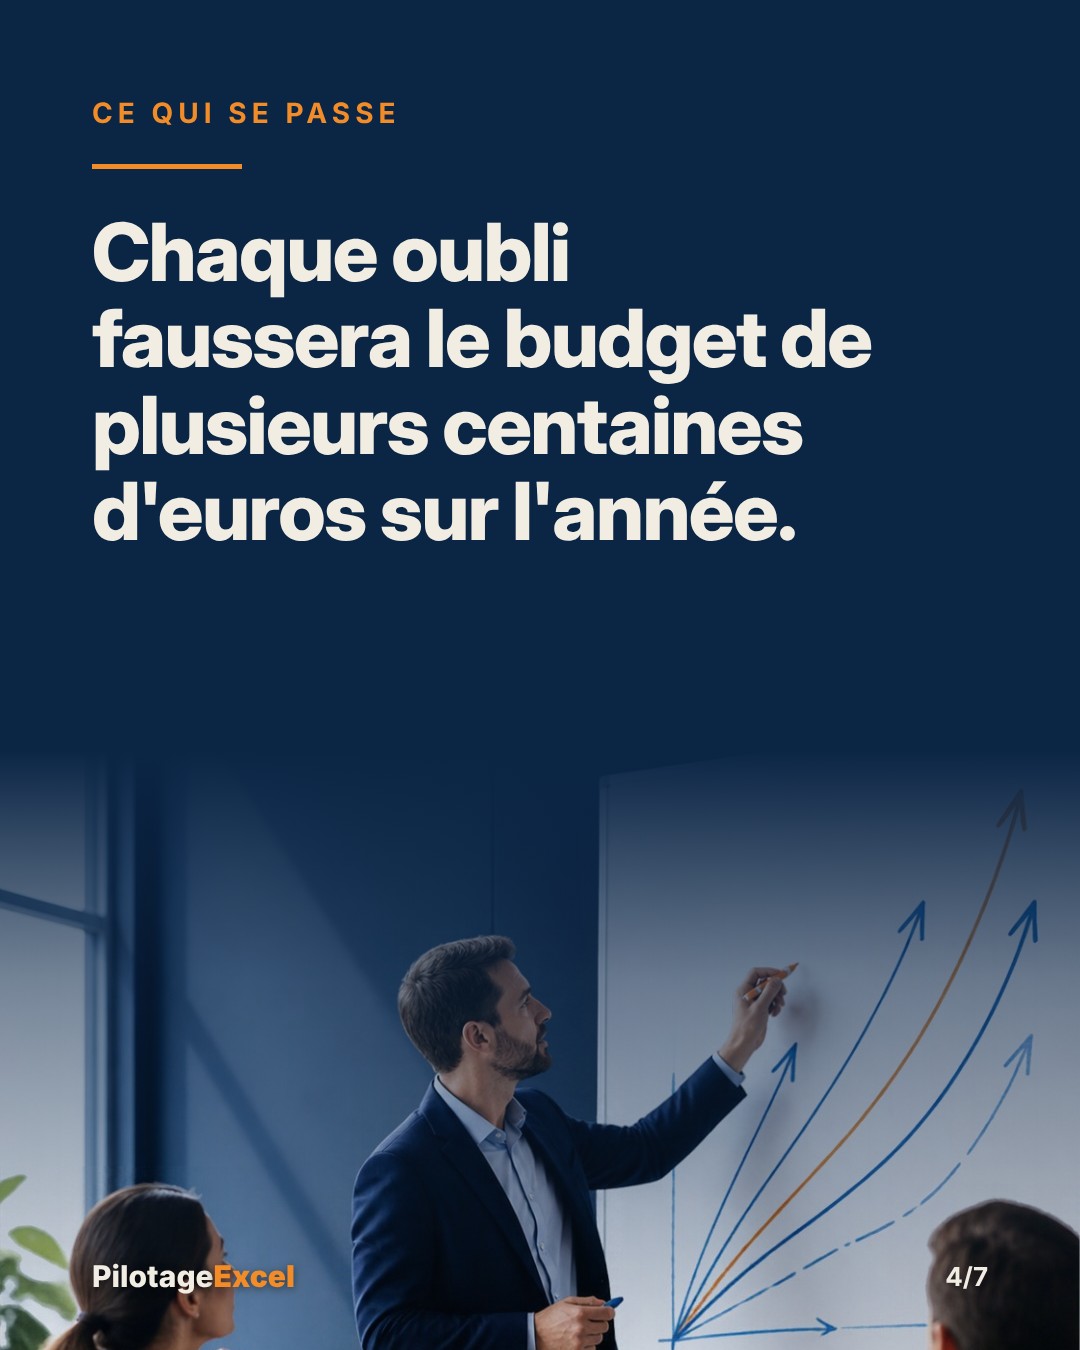 CE QUI SE PASSE
Chaque oubli
faussera le budget de
plusieurs centaines
d'euros sur l'année.
PilotageExcel
4/7